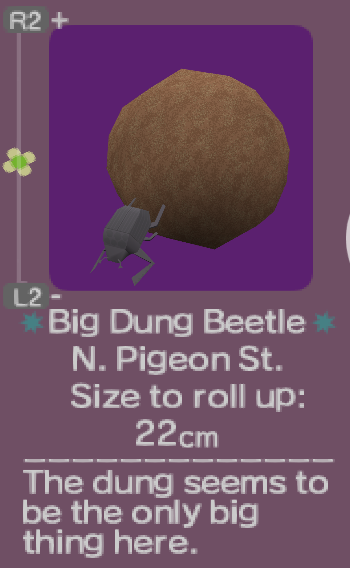 R2 +
L2 -
Big Dung Beetle
N. Pigeon St.
Size to roll up:
22cm
The dung seems to
be the only big
thing here.